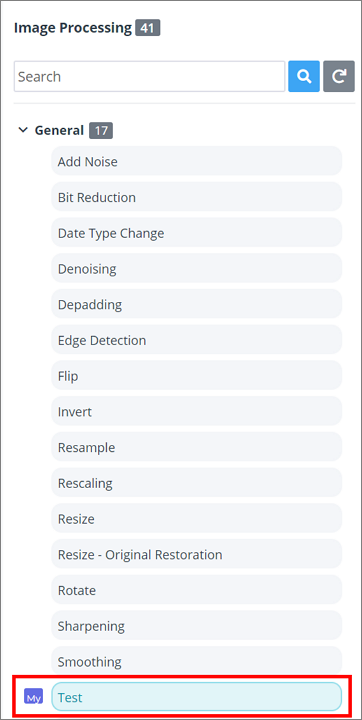 Image Processing 41
Search
General 17
Add Noise
Bit Reduction
Date Type Change
Denoising
Depadding
Edge Detection
Flip
Invert
Resample
Rescaling
Resize
Resize - Original Restoration
Rotate
Sharpening
Smoothing
My Test